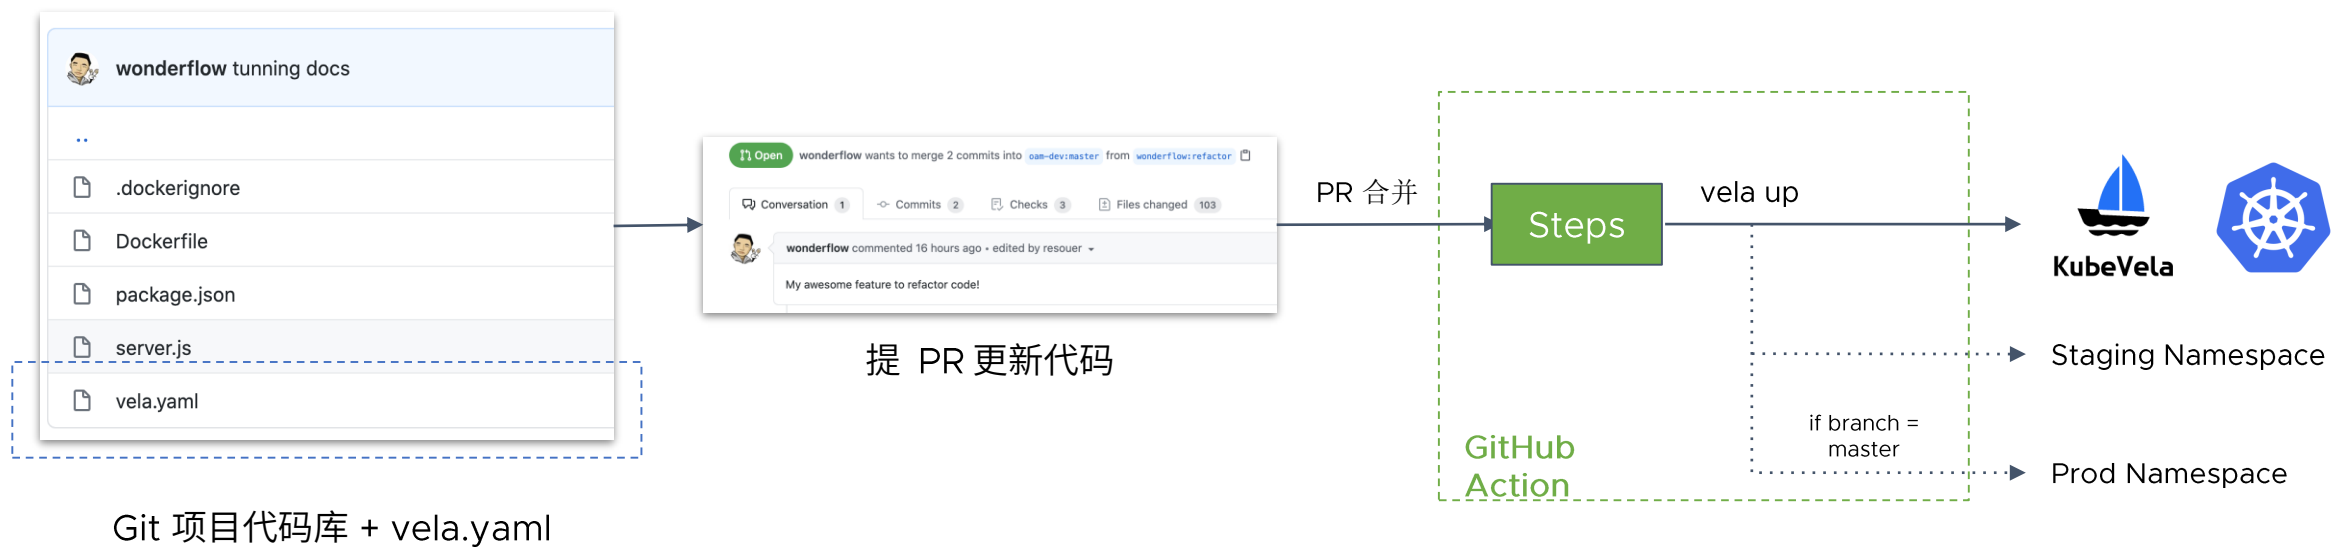 wonderflow tunning docs
..
.dockerignore
Dockerfile
package.json
server.js
vela.yaml
Git 项目代码库 + vela.yaml
Open wonderflow wants to merge 2 commits into oam-dev:master from wonderflow:refactor
Conversation 1 Commits 2 Checks 3 Files changed 103
wonderflow commented 16 hours ago • edited by resouer
My awesome feature to refactor code!
提 PR 更新代码
PR 合并
Steps
GitHub
Action
vela up
if branch =
master
KubeVela
Staging Namespace
Prod Namespace